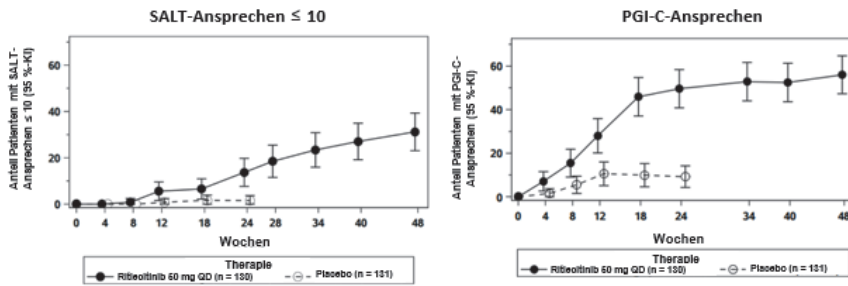 SALT-Ansprechen ≤ 10
Anteil Patienten mit SALT-
Ansprechen ≤ 10 (95 %-KI)
60
40
20
0
0 4 8 12 18 24 28 34 40 48
Wochen
Therapie
Ritlecitinib 50 mg QD (n = 130)
Placebo (n = 131)
PGI-C-Ansprechen
Anteil Patienten mit PGI-C-
Ansprechen (95 %-KI)
60
40
20
0
0 4 8 12 18 24 34 40 48
Wochen
Therapie
Ritlecitinib 50 mg QD (n = 130)
Placebo (n = 131)